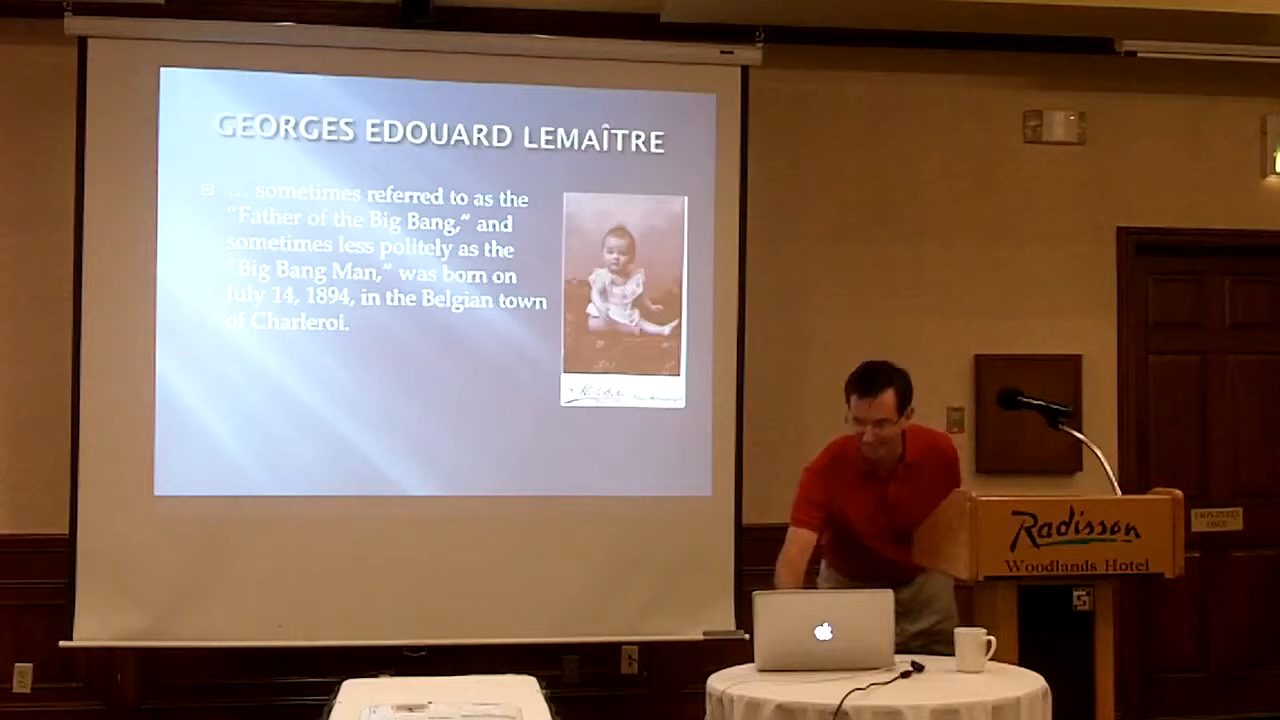 GEORGES EDOUARD LEMAÎTRE
... sometimes referred to as the
“Father of the Big Bang,” and
sometimes less politely as the
“Big Bang Man,” was born on
July 14, 1894, in the Belgian town
of Charleroi.
Radisson
Woodlands Hotel